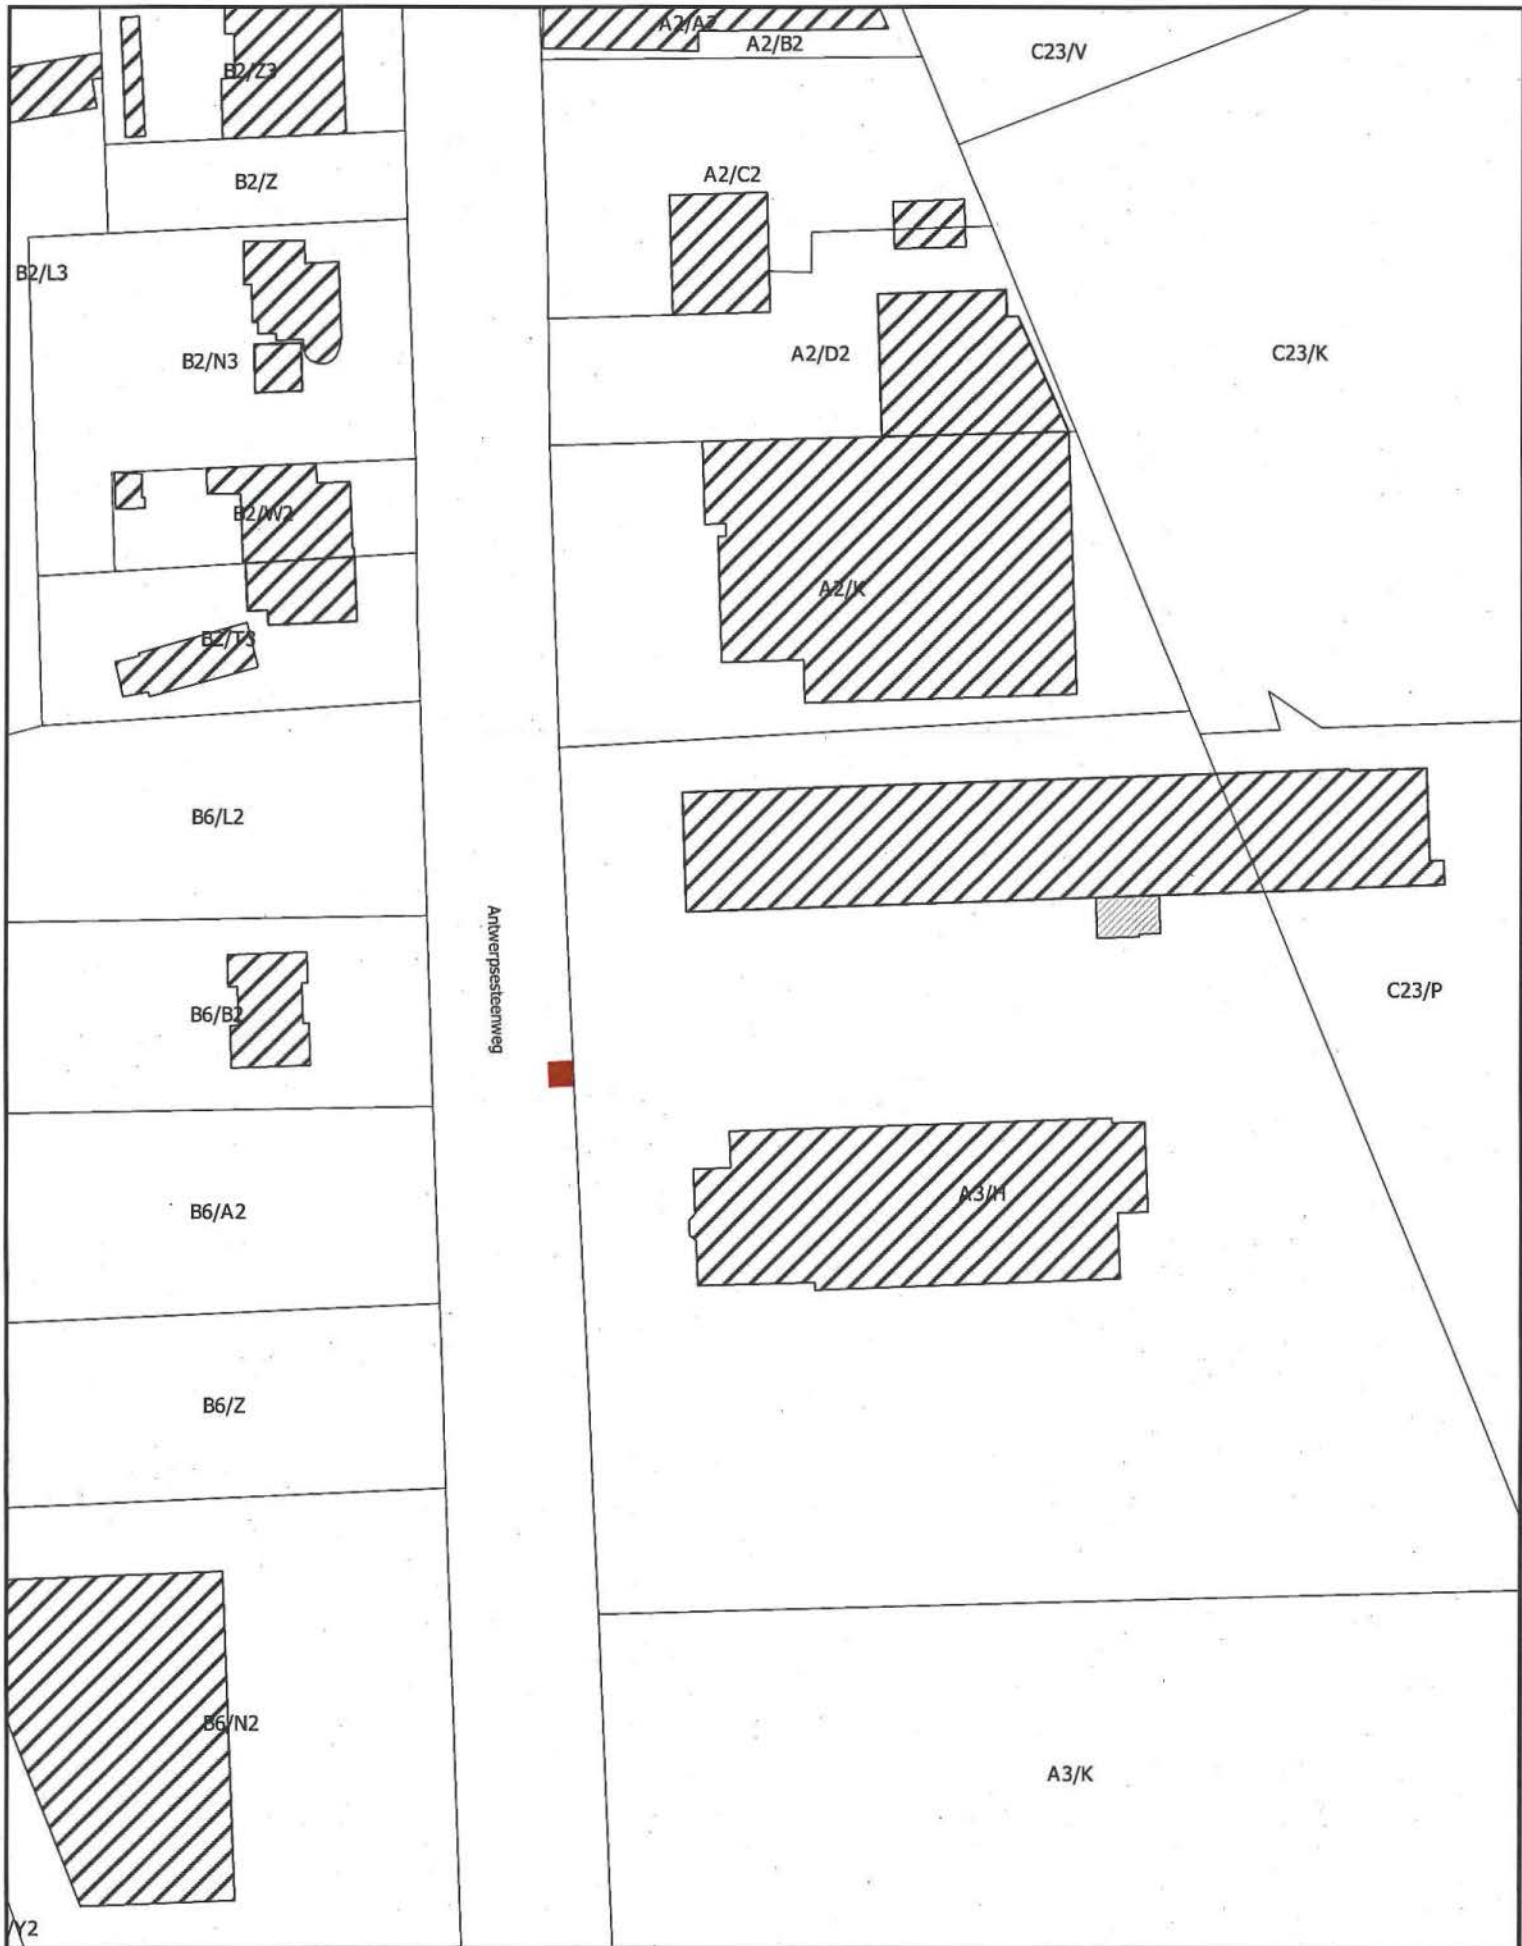 A2/A2
A2/B2
C23/V
B2/Z3
B2/Z
A2/C2
B2/L3
B2/N3
A2/D2
C23/K
B2/W2
A2/K
B2/T3
B6/L2
Antwerpsesteenweg
C23/P
B6/B2
A3/H
B6/A2
B6/Z
B6/N2
A3/K
/Y2